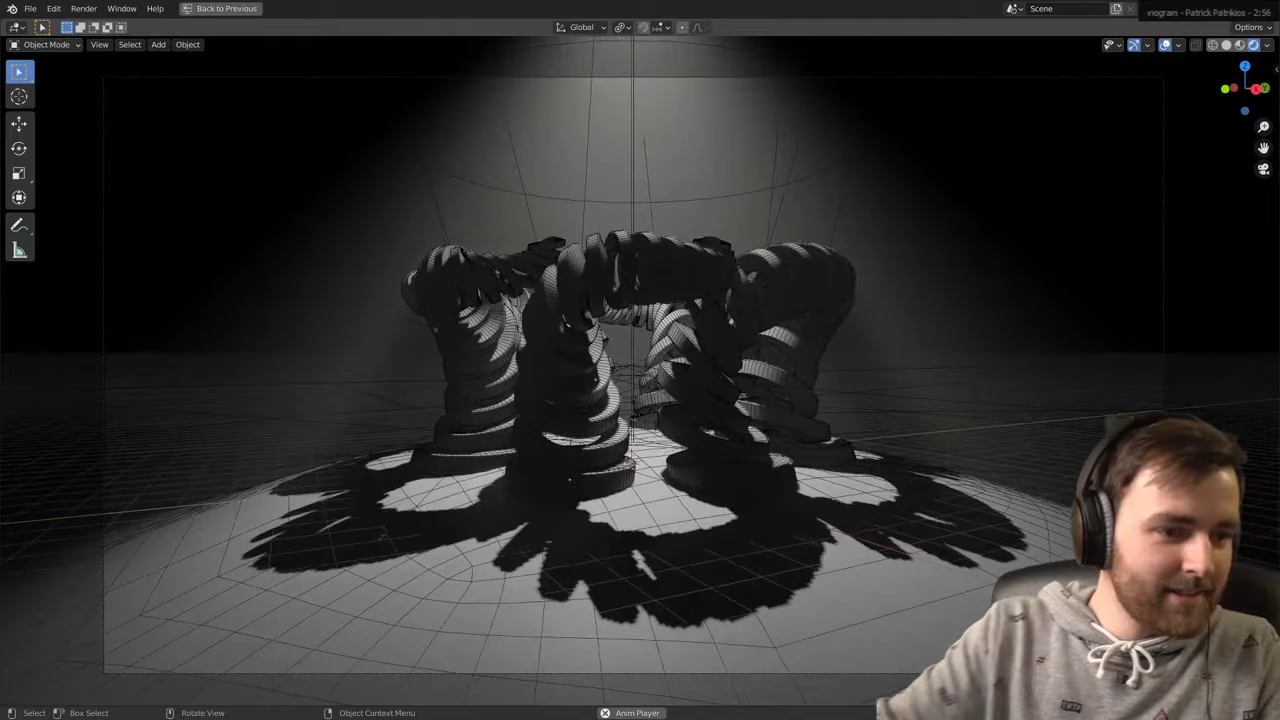 File Edit Render Window Help Back to Previous Scene
nogram - Patrick Patrikios - 2:56
Global Options
Object Mode View Select Add Object
Z
X Y
Select Box Select Rotate View Object Context Menu Anim Player